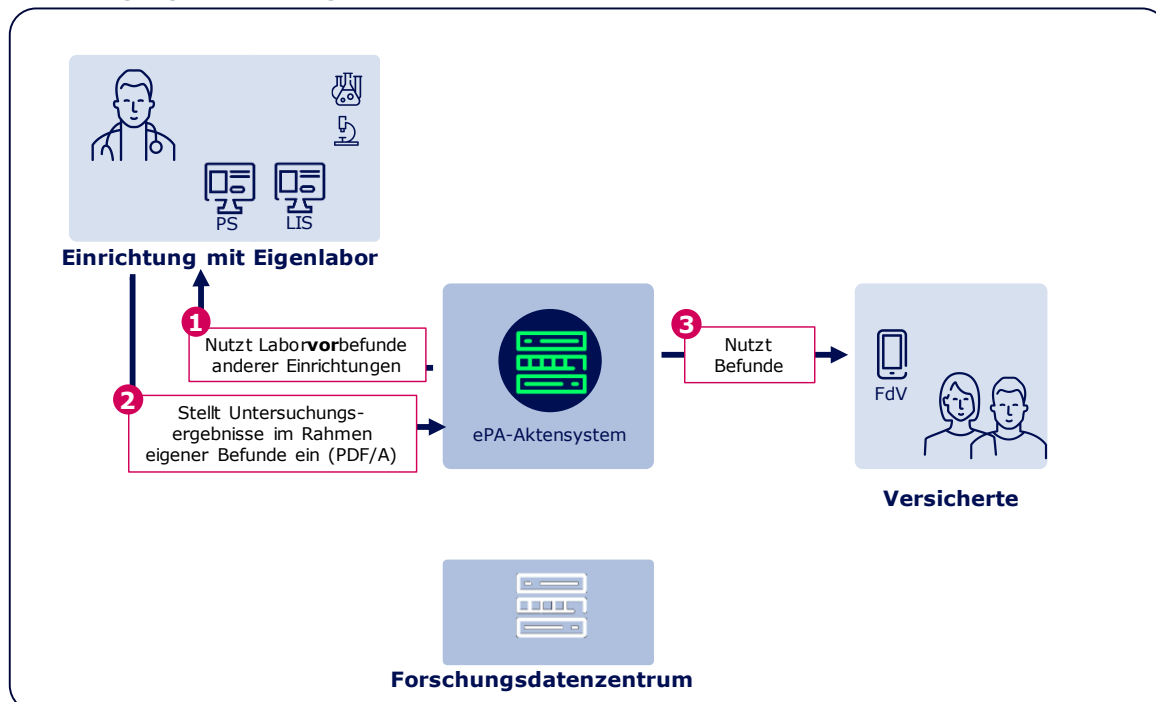 PS
LIS
Einrichtung mit Eigenlabor
1
Nutzt Laborvorbefunde
anderer Einrichtungen
2
Stellt Untersuchungs-
ergebnisse im Rahmen
eigener Befunde ein (PDF/A)
ePA-Aktensystem
3
Nutzt
Befunde
FdV
Versicherte
Forschungsdatenzentrum